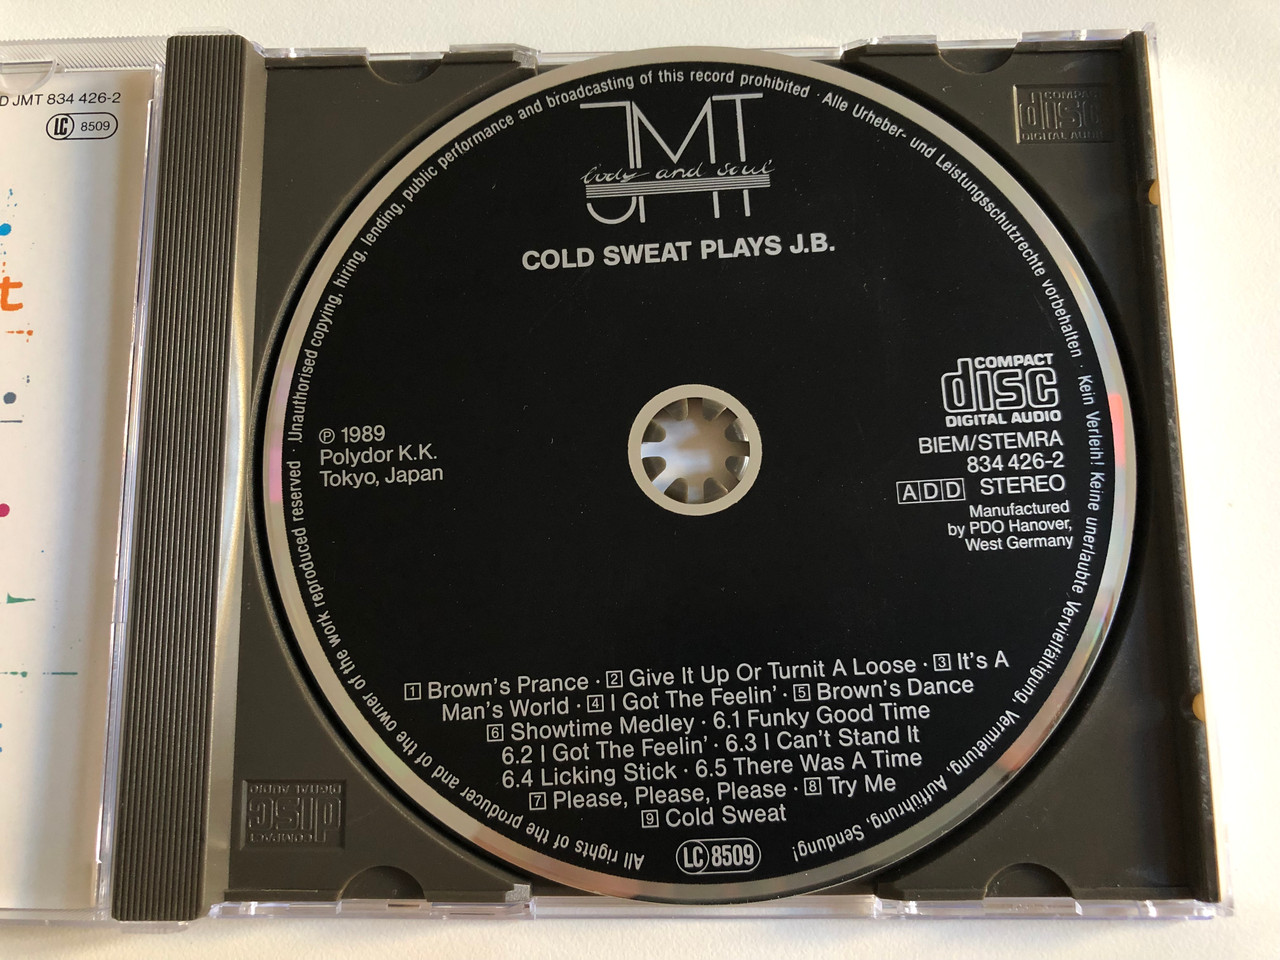 D JMT 834 426-2
LC 8509
t
COMPACT
disc
DIGITAL AUDIO
Unauthorised copying, hiring, lending, public performance and broadcasting of this record prohibited · Alle Urheber- und Leistungsschutzrechte vorbehalten · Kein Verleih! Keine unerlaubte Vervielfältigung, Vermietung, Aufführung, Sendung!
JMT
body and soul
COLD SWEAT PLAYS J.B.
℗ 1989
Polydor K.K.
Tokyo, Japan
COMPACT
disc
DIGITAL AUDIO
BIEM/STEMRA
834 426-2
ADD STEREO
Manufactured
by PDO Hanover,
West Germany
1 Brown's Prance · 2 Give It Up Or Turnit A Loose · 3 It's A
Man's World · 4 I Got The Feelin' · 5 Brown's Dance
6 Showtime Medley · 6.1 Funky Good Time
6.2 I Got The Feelin' · 6.3 I Can't Stand It
6.4 Licking Stick · 6.5 There Was A Time
7 Please, Please, Please · 8 Try Me
9 Cold Sweat
LC 8509
All rights of the producer and of the owner of the work reproduced reserved ·
COMPACT
disc
DIGITAL AUDIO